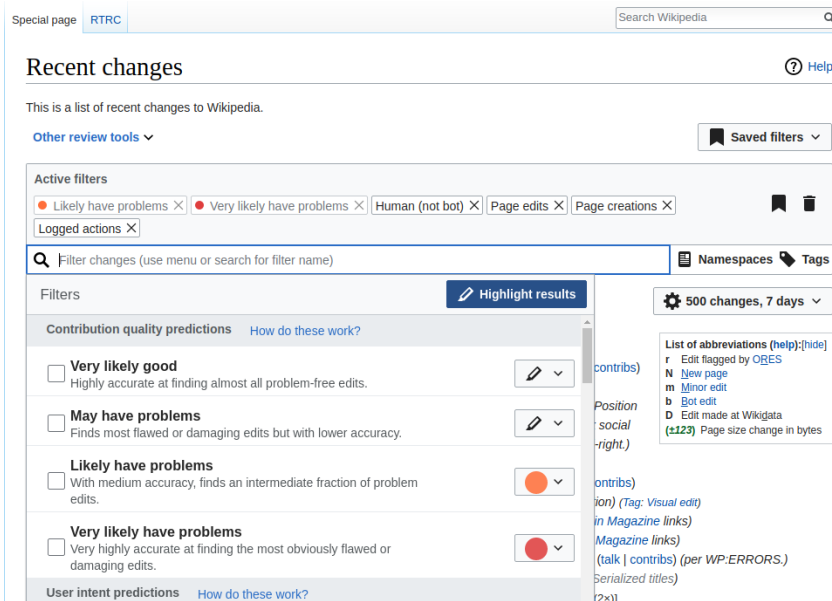 Special page RTRC
Search Wikipedia
Recent changes
Help
This is a list of recent changes to Wikipedia.
Other review tools
Saved filters
Active filters
Likely have problems Very likely have problems Human (not bot) Page edits Page creations
Logged actions
Filter changes (use menu or search for filter name)
Namespaces Tags
Filters
Highlight results
500 changes, 7 days
Contribution quality predictions How do these work?
Very likely good
Highly accurate at finding almost all problem-free edits.
May have problems
Finds most flawed or damaging edits but with lower accuracy.
Likely have problems
With medium accuracy, finds an intermediate fraction of problem
edits.
Very likely have problems
Very highly accurate at finding the most obviously flawed or
damaging edits.
User intent predictions How do these work?
List of abbreviations (help):[hide]
r Edit flagged by ORES
N New page
m Minor edit
b Bot edit
D Edit made at Wikidata
(±123) Page size change in bytes
contribs)
Position
social
-right.)
ontribs)
ion) (Tag: Visual edit)
in Magazine links)
Magazine links)
(talk | contribs) (per WP:ERRORS.)
Serialized titles)
(2×)]